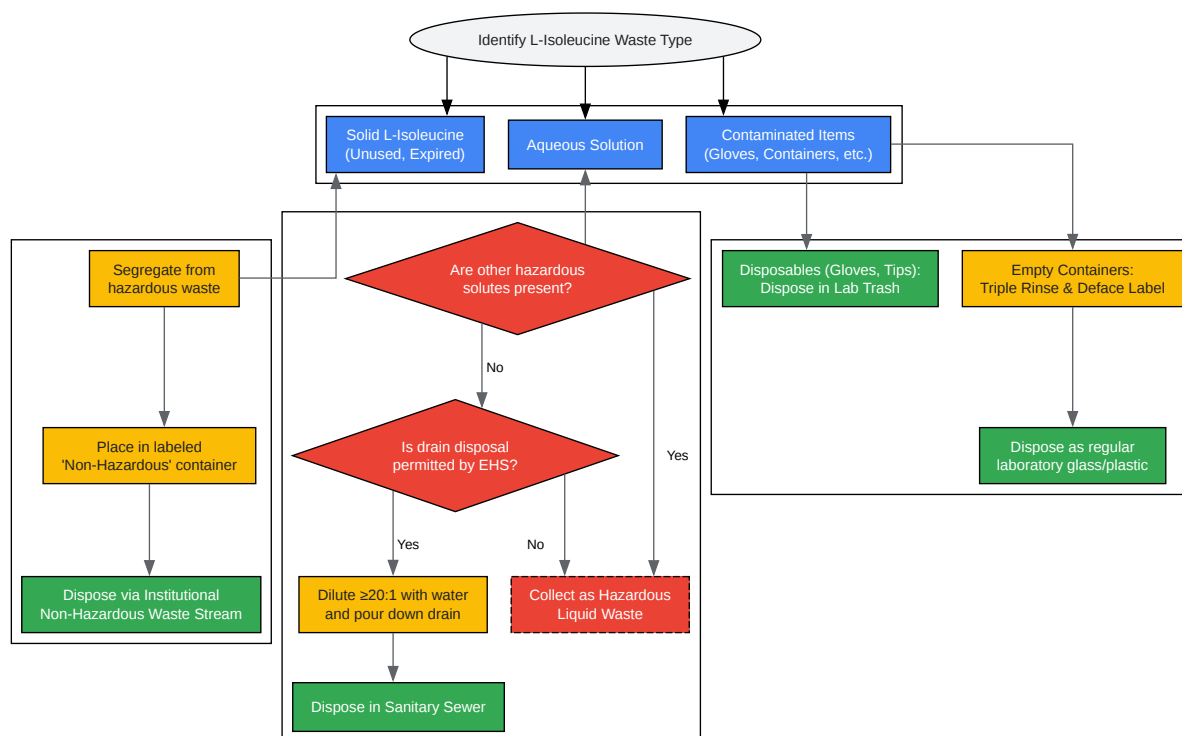 Identify L-Isoleucine Waste Type
Solid L-Isoleucine
(Unused, Expired)
Aqueous Solution
Contaminated Items
(Gloves, Containers, etc.)
Segregate from
hazardous waste
Are other hazardous
solutes present?
Disposables (Gloves, Tips):
Dispose in Lab Trash
Empty Containers:
Triple Rinse & Deface Label
No
Place in labeled
'Non-Hazardous' container
Is drain disposal
permitted by EHS?
Yes
Dispose as regular
laboratory glass/plastic
Yes
No
Dispose via Institutional
Non-Hazardous Waste Stream
Dilute ≥20:1 with water
and pour down drain
Collect as Hazardous
Liquid Waste
Dispose in Sanitary Sewer